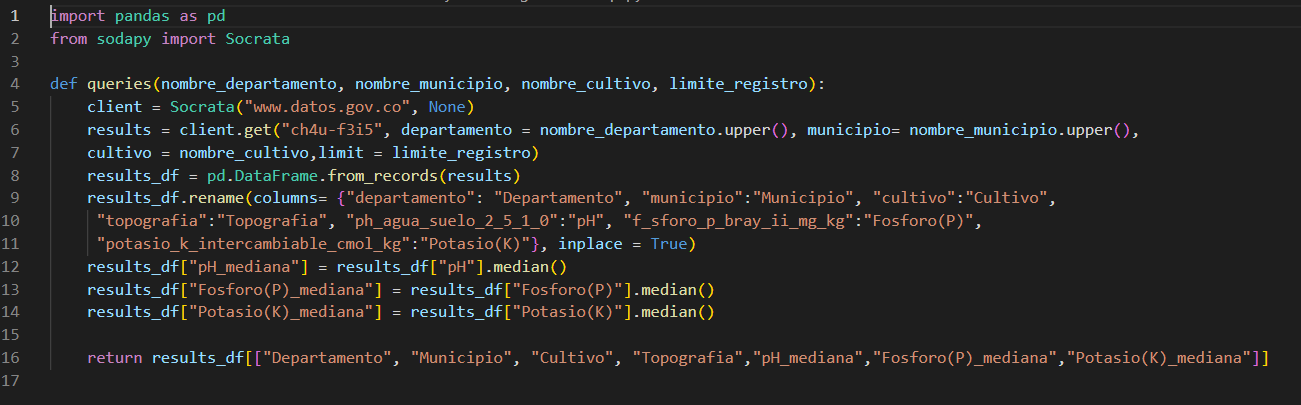 1 import pandas as pd
2 from sodapy import Socrata
3
4 def queries(nombre_departamento, nombre_municipio, nombre_cultivo, limite_registro):
5     client = Socrata("www.datos.gov.co", None)
6     results = client.get("ch4u-f3i5", departamento = nombre_departamento.upper(), municipio= nombre_municipio.upper(),
7     cultivo = nombre_cultivo,limit = limite_registro)
8     results_df = pd.DataFrame.from_records(results)
9     results_df.rename(columns= {"departamento": "Departamento", "municipio":"Municipio", "cultivo":"Cultivo",
10      "topografia":"Topografia", "ph_agua_suelo_2_5_1_0":"pH", "f_sforo_p_bray_ii_mg_kg":"Fosforo(P)",
11      "potasio_k_intercambiable_cmol_kg":"Potasio(K)"}, inplace = True)
12     results_df["pH_mediana"] = results_df["pH"].median()
13     results_df["Fosforo(P)_mediana"] = results_df["Fosforo(P)"].median()
14     results_df["Potasio(K)_mediana"] = results_df["Potasio(K)"].median()
15
16     return results_df[["Departamento", "Municipio", "Cultivo", "Topografia","pH_mediana","Fosforo(P)_mediana","Potasio(K)_mediana"]]
17